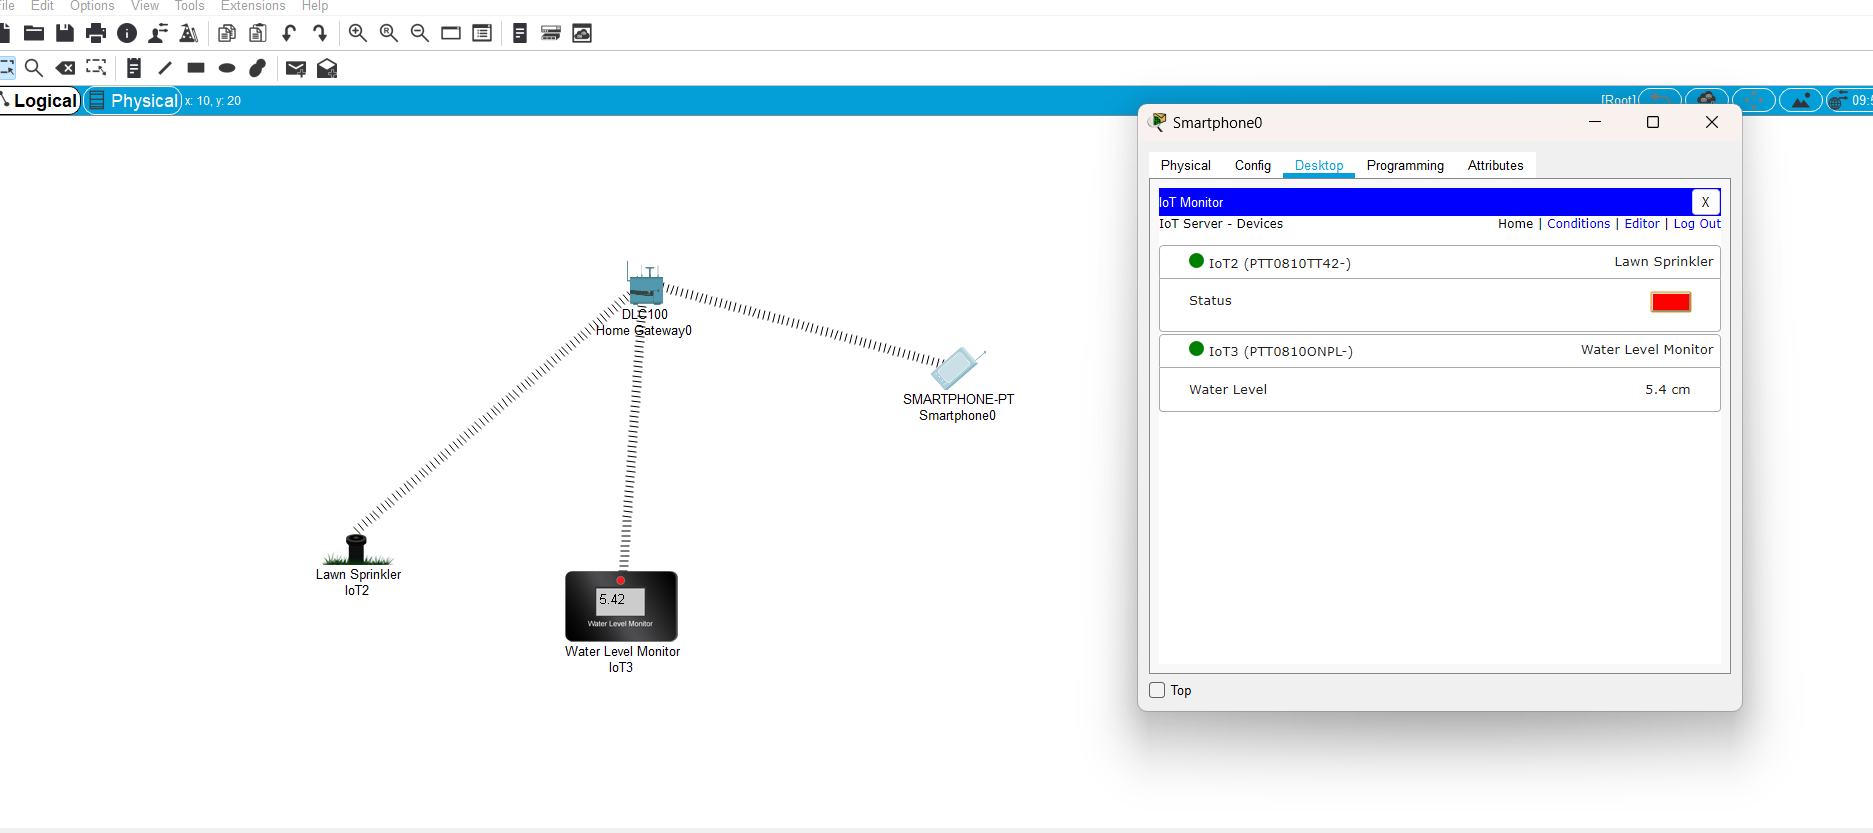 ile Edit Options View Tools Extensions Help
Logical Physical x: 10, y: 20
[Root] 09:5
DLC100
Home Gateway0
SMARTPHONE-PT
Smartphone0
Lawn Sprinkler
IoT2
5.42
Water Level Monitor
Water Level Monitor
IoT3
Smartphone0
Physical Config Desktop Programming Attributes
IoT Monitor X
IoT Server - Devices Home | Conditions | Editor | Log Out
IoT2 (PTT0810TT42-) Lawn Sprinkler
Status
IoT3 (PTT0810ONPL-) Water Level Monitor
Water Level 5.4 cm
Top